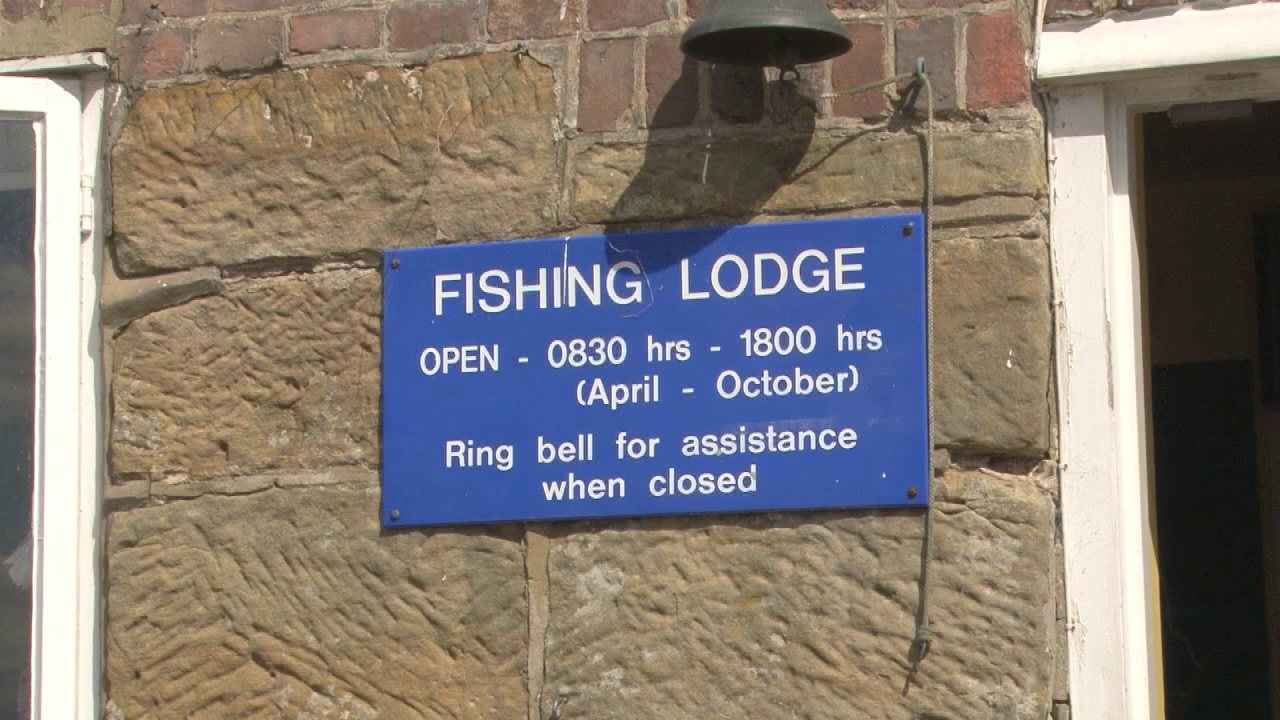 FISHING LODGE
OPEN - 0830 hrs - 1800 hrs
(April - October)
Ring bell for assistance
when closed